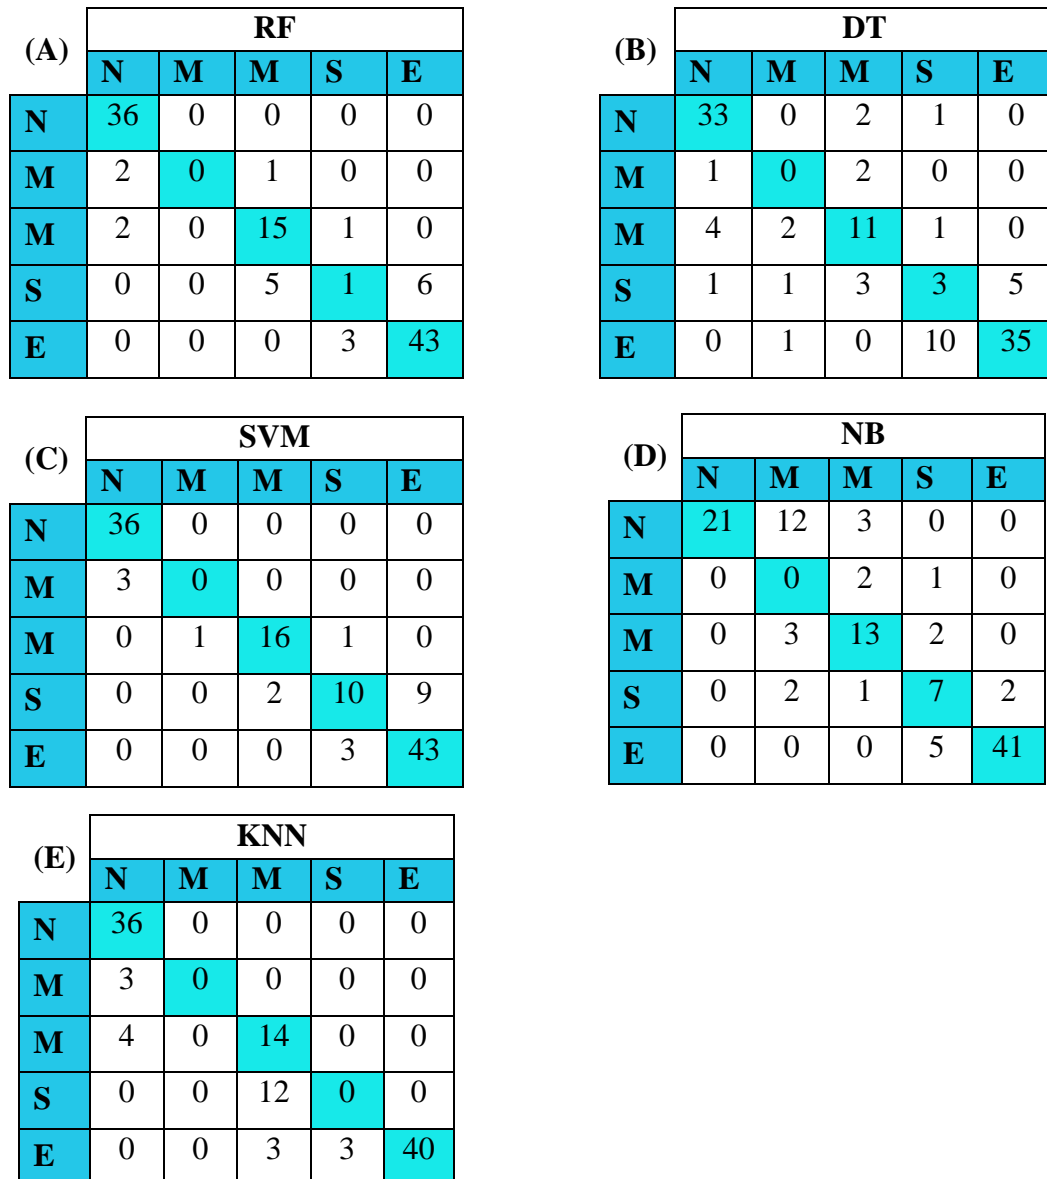 (A) RF
N M M S E
N 36 0 0 0 0
M 2 0 1 0 0
M 2 0 15 1 0
S 0 0 5 1 6
E 0 0 0 3 43
(B) DT
N M M S E
N 33 0 2 1 0
M 1 0 2 0 0
M 4 2 11 1 0
S 1 1 3 3 5
E 0 1 0 10 35
(C) SVM
N M M S E
N 36 0 0 0 0
M 3 0 0 0 0
M 0 1 16 1 0
S 0 0 2 10 9
E 0 0 0 3 43
(D) NB
N M M S E
N 21 12 3 0 0
M 0 0 2 1 0
M 0 3 13 2 0
S 0 2 1 7 2
E 0 0 0 5 41
(E) KNN
N M M S E
N 36 0 0 0 0
M 3 0 0 0 0
M 4 0 14 0 0
S 0 0 12 0 0
E 0 0 3 3 40